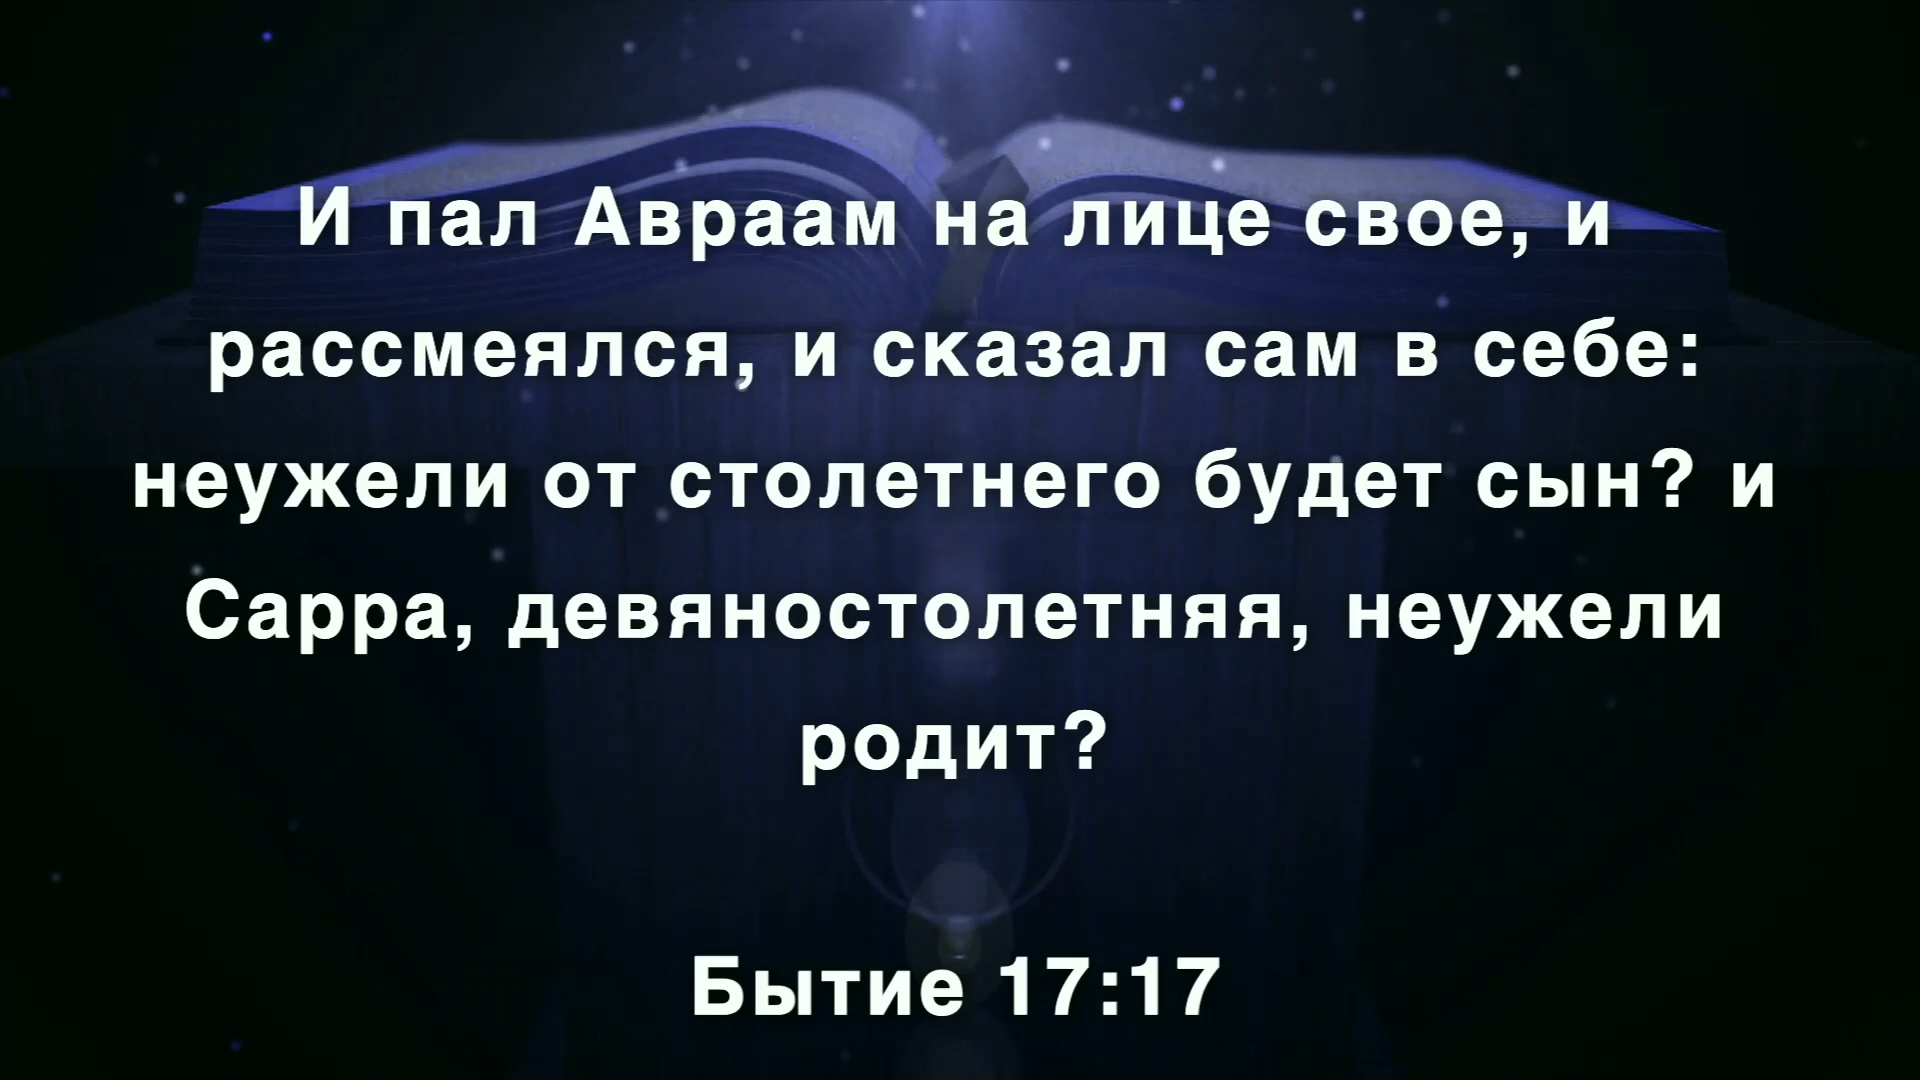 И пал Авраам на лице свое, и
рассмеялся, и сказал сам в себе:
неужели от столетнего будет сын? и
Сарра, девяностолетняя, неужели
родит?
Бытие 17:17